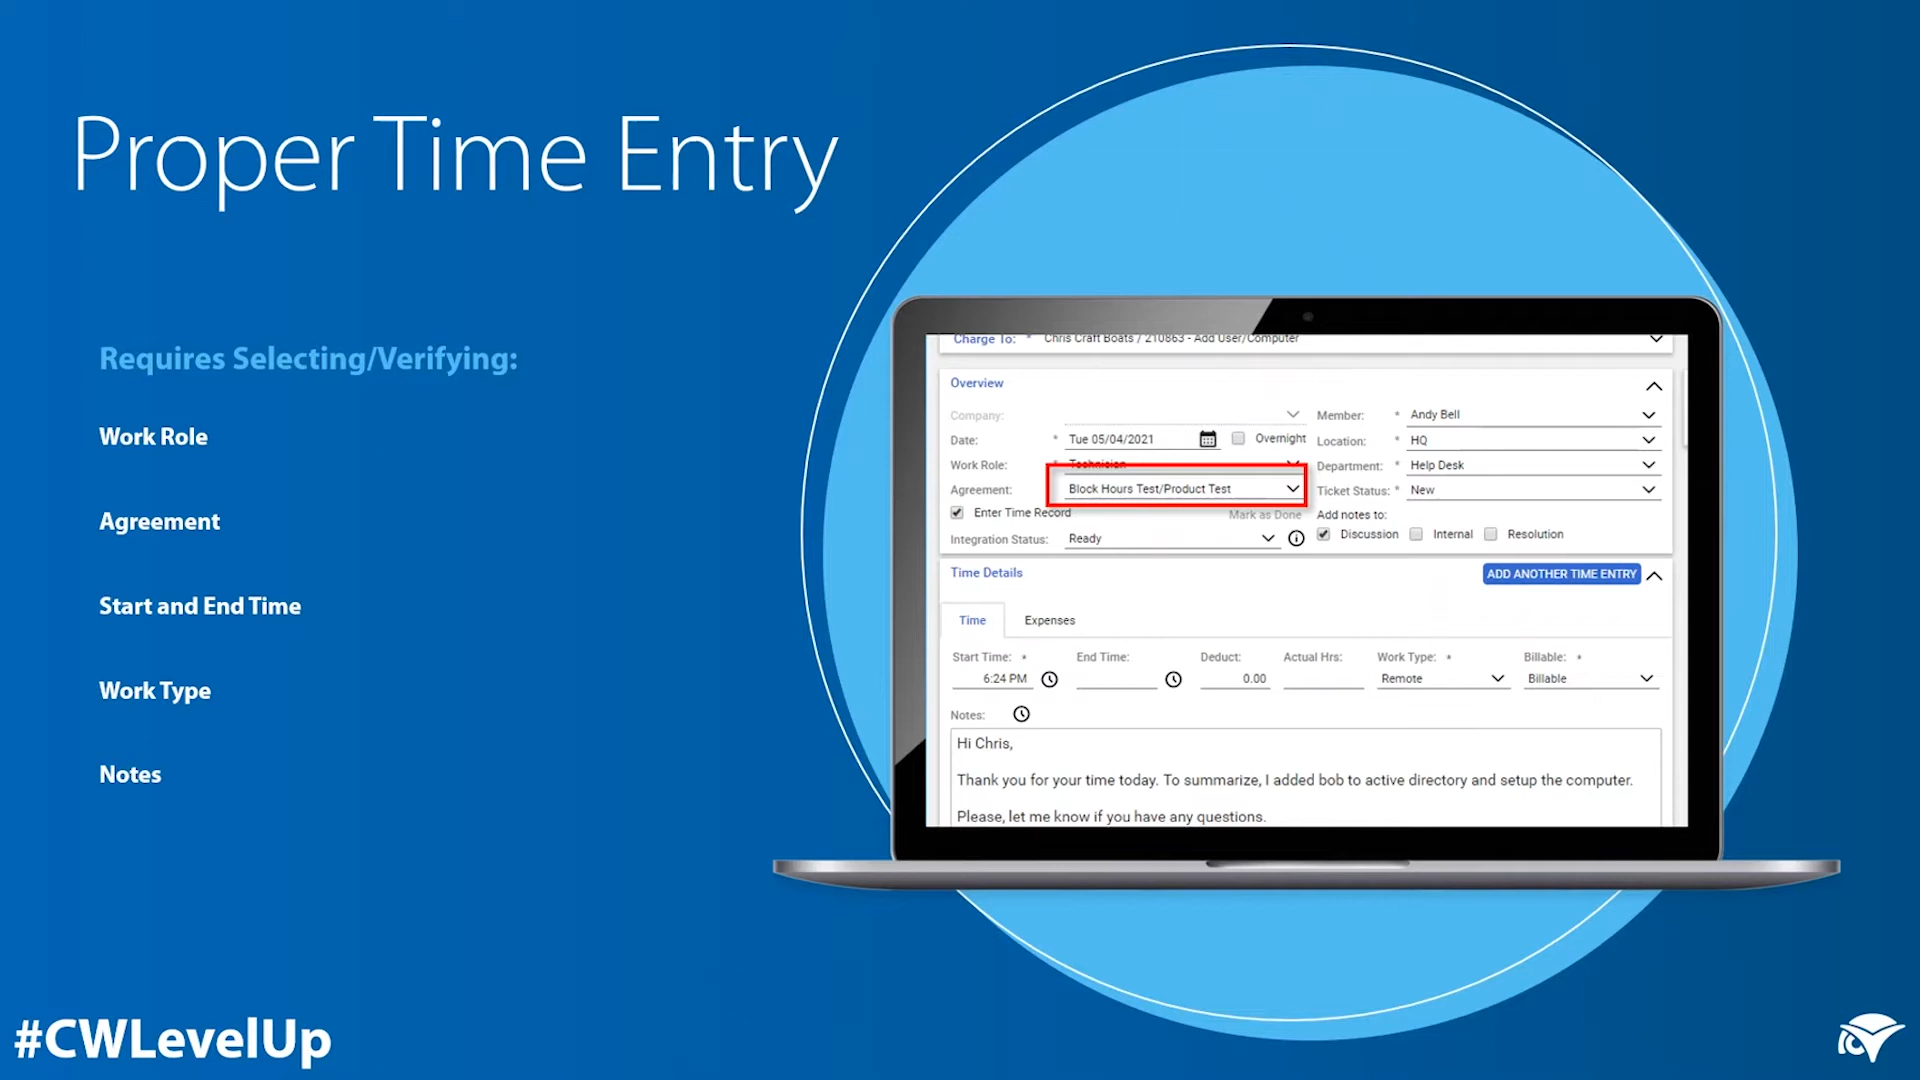 Proper Time Entry
Requires Selecting/Verifying:
Work Role
Agreement
Start and End Time
Work Type
Notes
#CWLevelUp
Charge To: * Chris Craft Boats / 210863 - Add User/Computer
Overview
Company:
Date: * Tue 05/04/2021 Overnight
Work Role: * Technician
Agreement: Block Hours Test/Product Test
Enter Time Record Mark as Done
Integration Status: Ready
Member: * Andy Bell
Location: * HQ
Department: * Help Desk
Ticket Status: * New
Add notes to:
Discussion Internal Resolution
Time Details ADD ANOTHER TIME ENTRY
Time Expenses
Start Time: * End Time: Deduct: Actual Hrs: Work Type: * Billable: *
6:24 PM 0.00 Remote Billable
Notes:
Hi Chris,
Thank you for your time today. To summarize, I added bob to active directory and setup the computer.
Please, let me know if you have any questions.